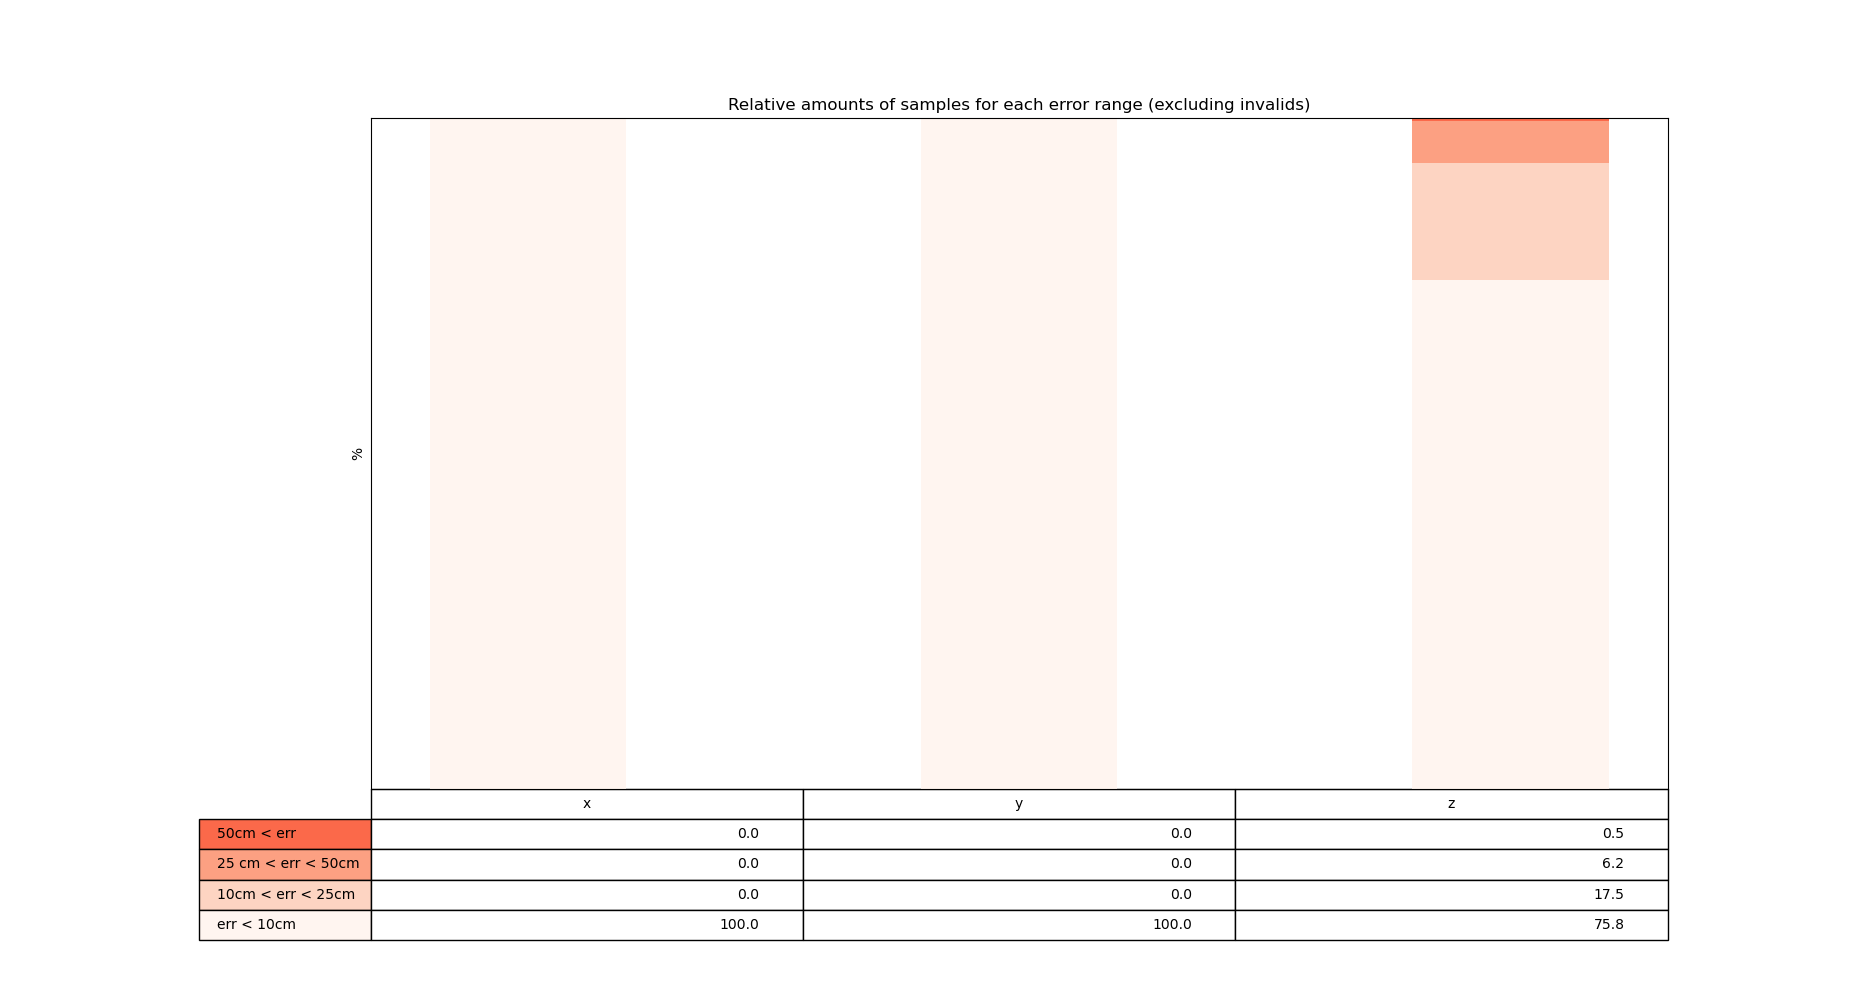 Relative amounts of samples for each error range (excluding invalids)
%
x y z
50cm < err 0.0 0.0 0.5
25 cm < err < 50cm 0.0 0.0 6.2
10cm < err < 25cm 0.0 0.0 17.5
err < 10cm 100.0 100.0 75.8